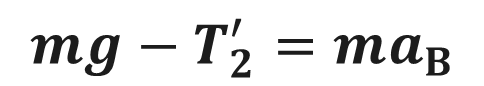 mg − T′₂ = ma_B